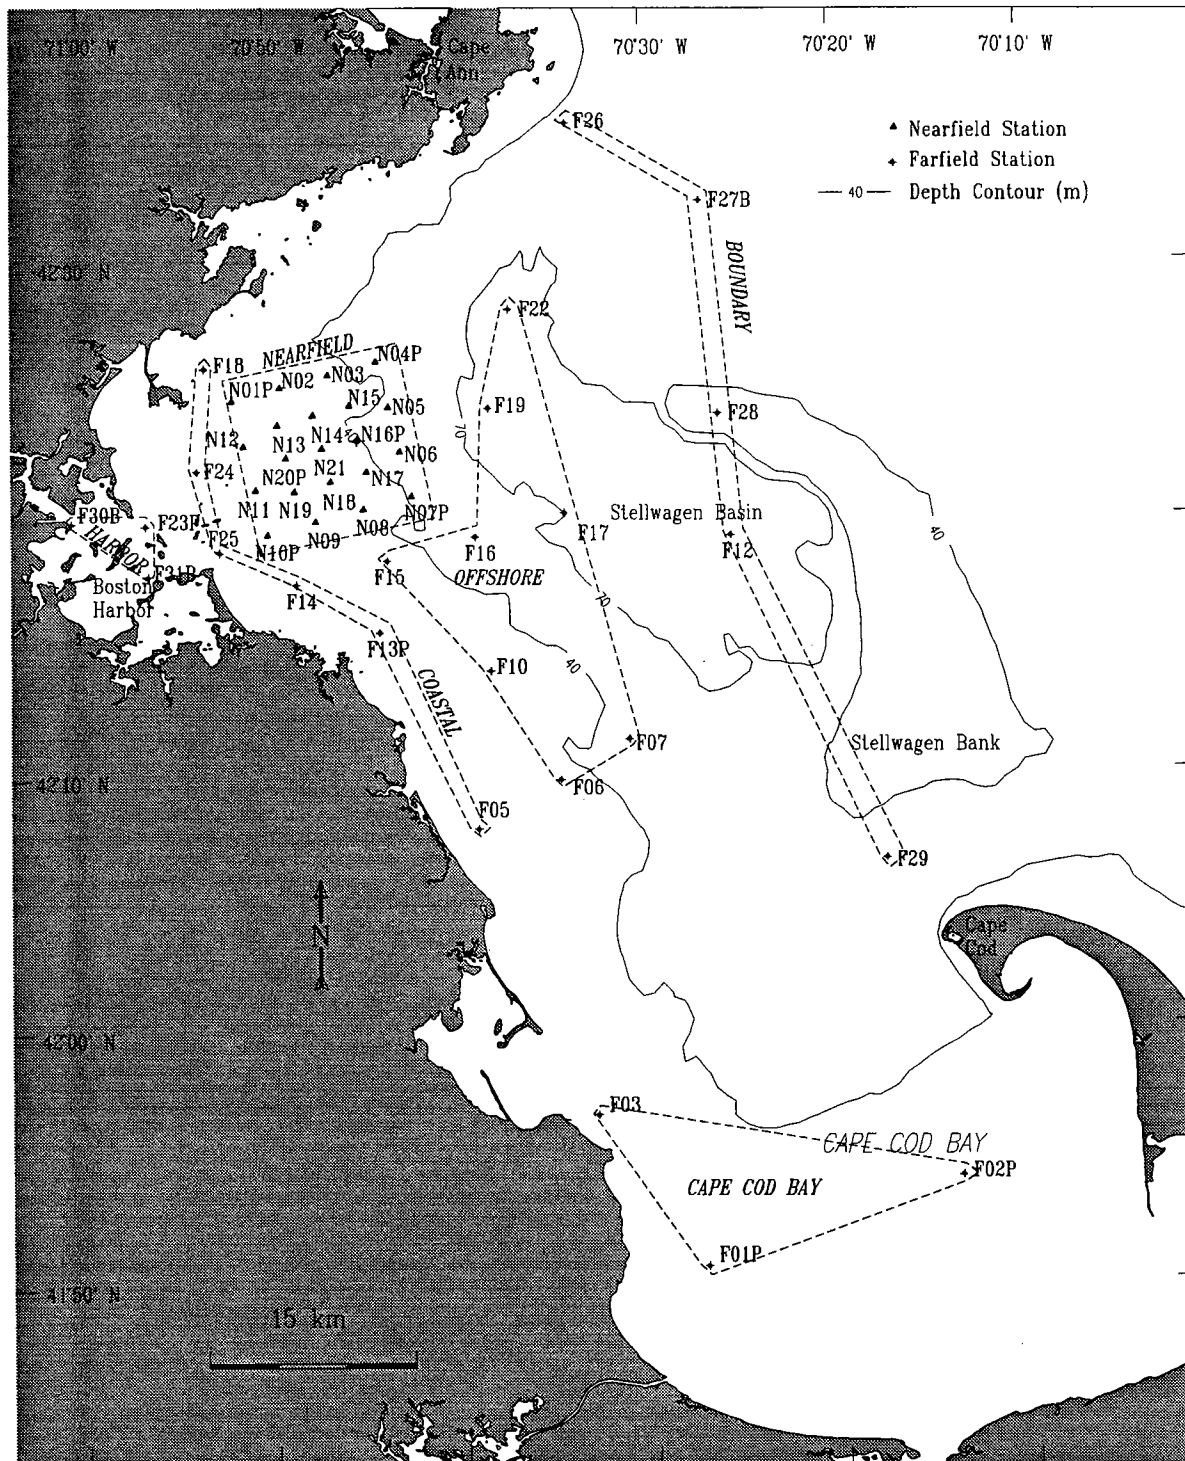 71°00' W
70°50' W
70°30' W
70°20' W
70°10' W
Cape
Ann
F26
Nearfield Station
Farfield Station
40 Depth Contour (m)
F27B
BOUNDARY
42°30' N
F22
NEARFIELD
F18
N04P
N03
N02
N01P
N15
N05
F19
F28
70
N12
N13
N14
N16P
N06
40
F24
N20P
N21
N17
Stellwagen Basin
N11
N19
N18
N07P
F17
40
F30B
F23P
F25
N10P
N09
N08
F16
F12
HARBOR
F31P
F15
OFFSHORE
Boston
Harbor
F14
70
F13P
F10
40
70
COASTAL
F07
Stellwagen Bank
42°10' N
F06
F05
F29
N
Cape
Cod
42°00' N
F03
CAPE COD BAY
F02P
CAPE COD BAY
F01P
41°50' N
15 km